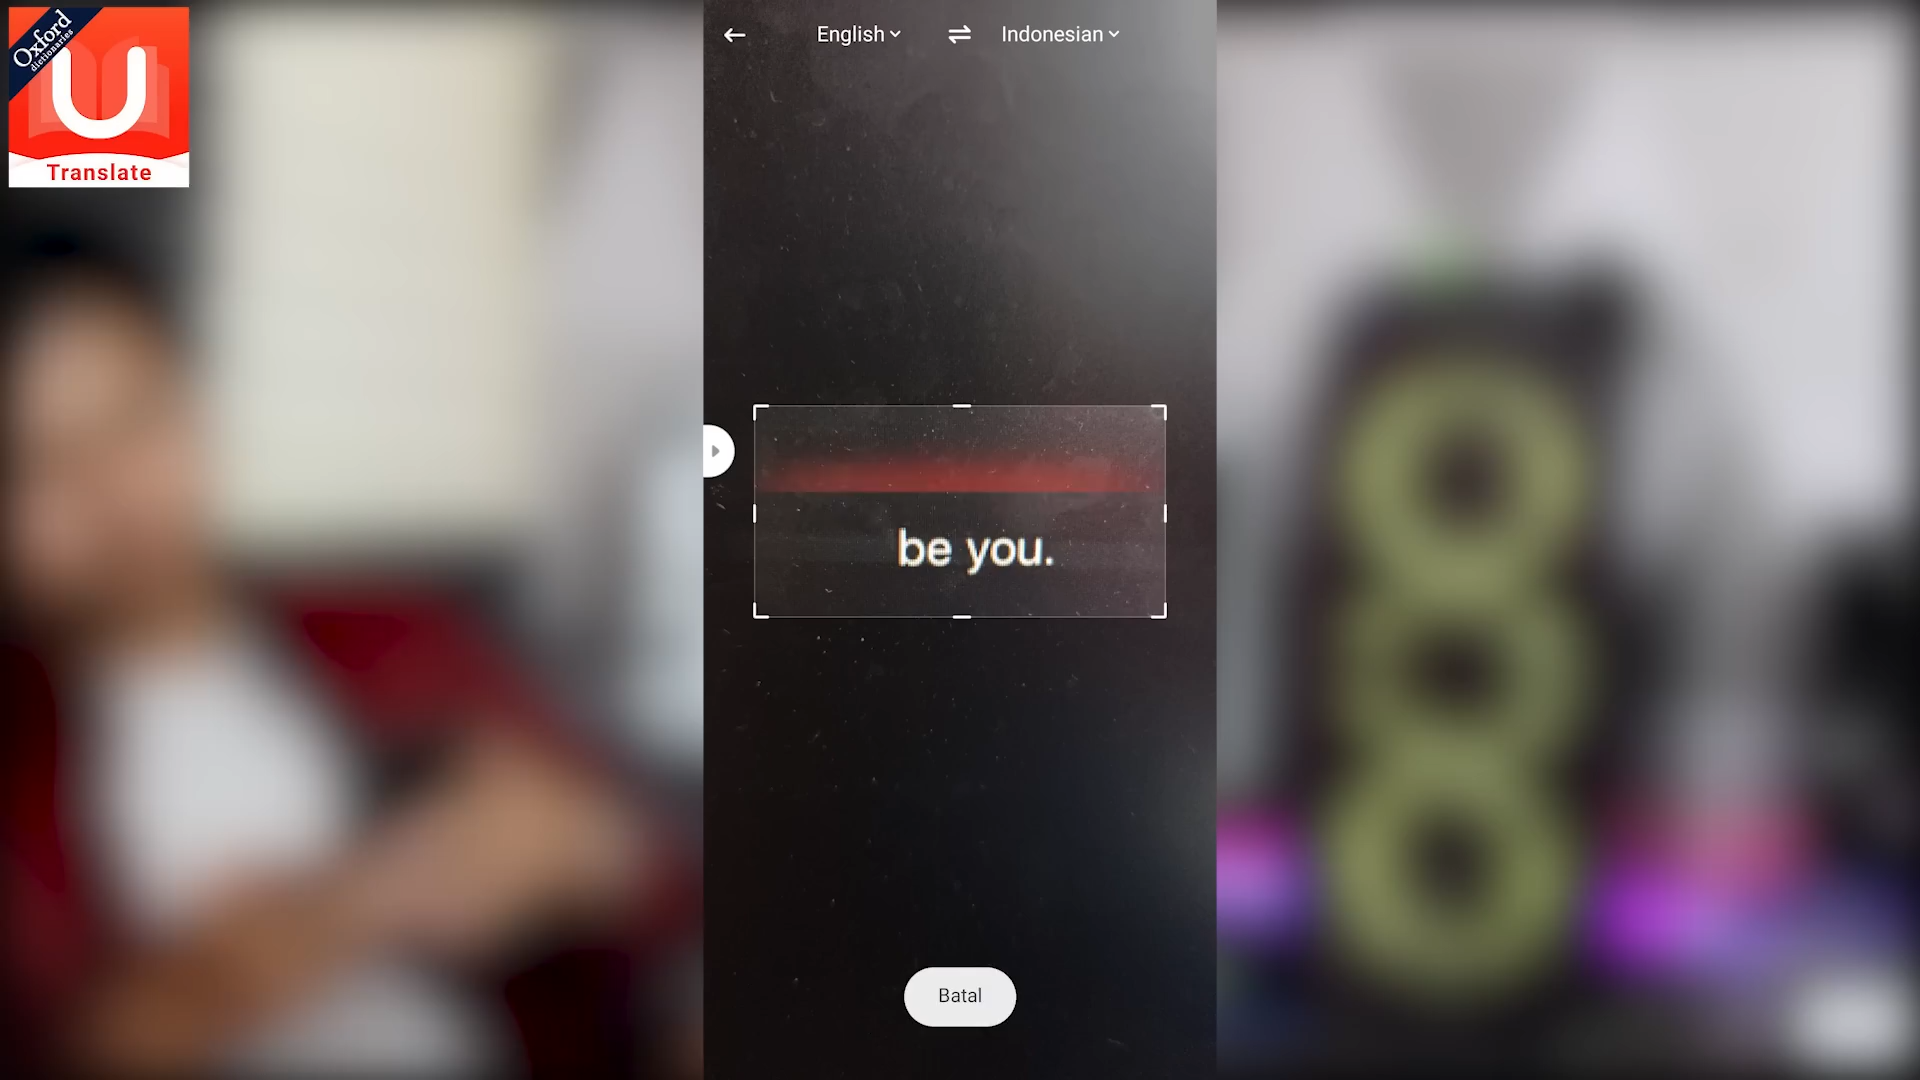 Oxford
dictionaries
U
Translate
English
Indonesian
be you.
Batal